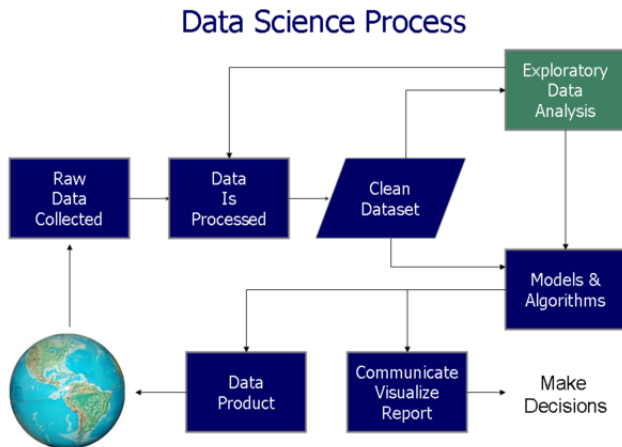 Data Science Process
Exploratory
Data
Analysis
Raw
Data
Collected
Data
Is
Processed
Clean
Dataset
Models &
Algorithms
Data
Product
Communicate
Visualize
Report
Make
Decisions